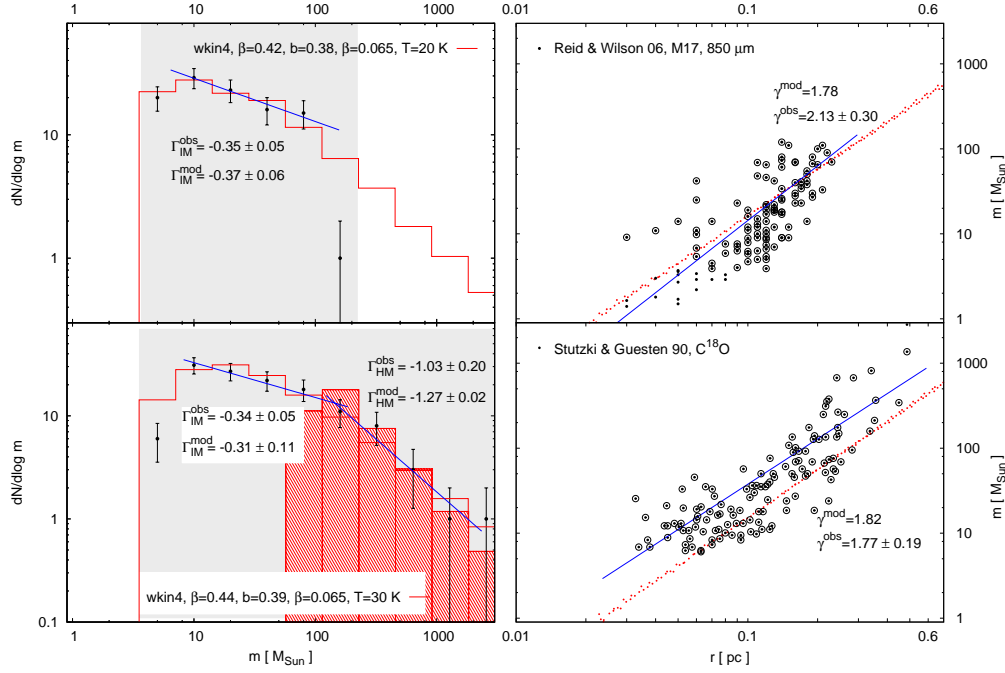 1 10 100 1000
0.01 0.1 0.6
wkin4, β=0.42, b=0.38, β=0.065, T=20 K
dN/dlog m
10
1
Γ_IM^obs = -0.35 ± 0.05
Γ_IM^mod = -0.37 ± 0.06
Reid & Wilson 06, M17, 850 μm
γ^mod=1.78
γ^obs=2.13 ± 0.30
1000
100
10
1
m [ M_Sun ]
Γ_HM^obs = -1.03 ± 0.20
Γ_HM^mod = -1.27 ± 0.02
Γ_IM^obs = -0.34 ± 0.05
Γ_IM^mod = -0.31 ± 0.11
dN/dlog m
10
1
0.1
wkin4, β=0.44, b=0.39, β=0.065, T=30 K
1 10 100 1000
m [ M_Sun ]
Stutzki & Guesten 90, C^18O
γ^mod=1.82
γ^obs=1.77 ± 0.19
1000
100
10
1
m [ M_Sun ]
0.01 0.1 0.6
r [ pc ]